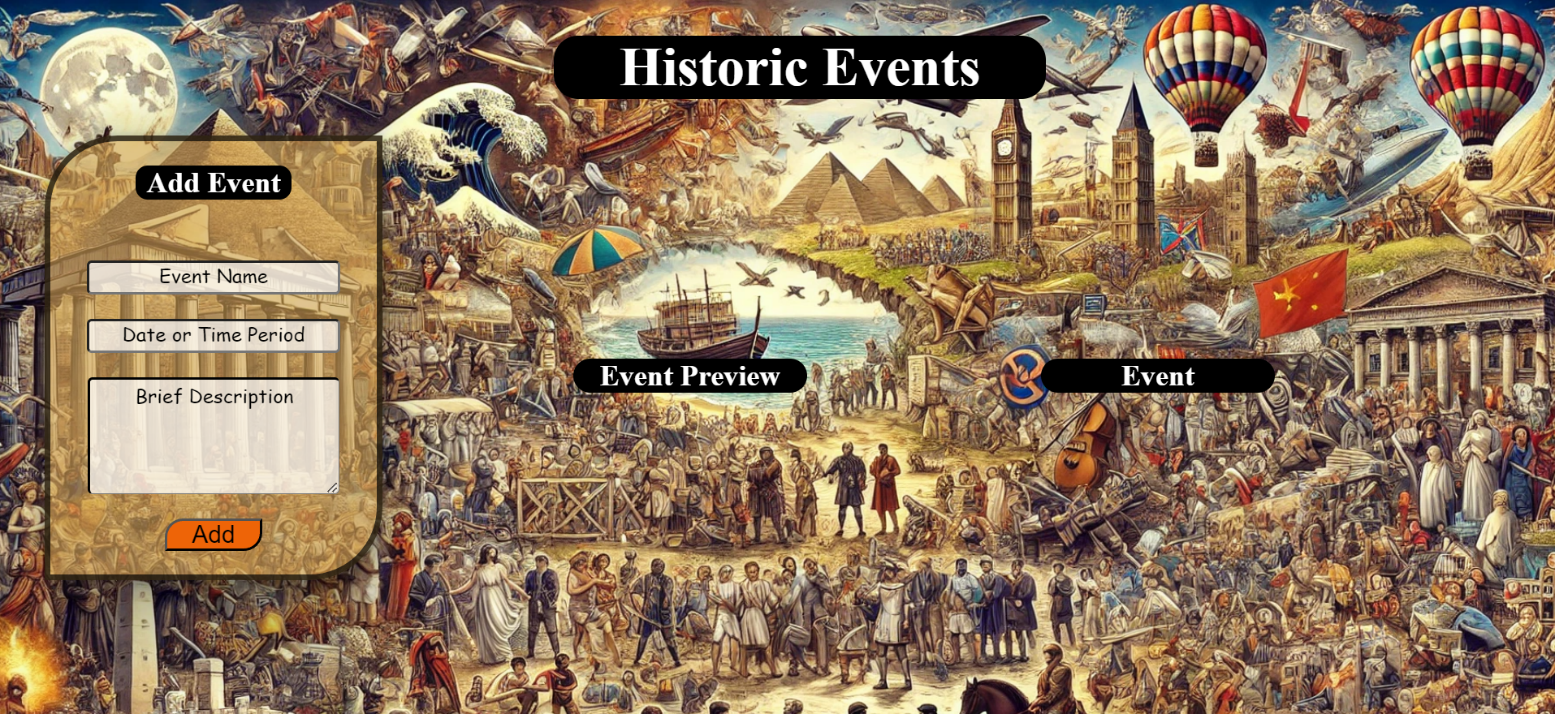 Historic Events
Add Event
Event Name
Date or Time Period
Brief Description
Add
Event Preview
Event